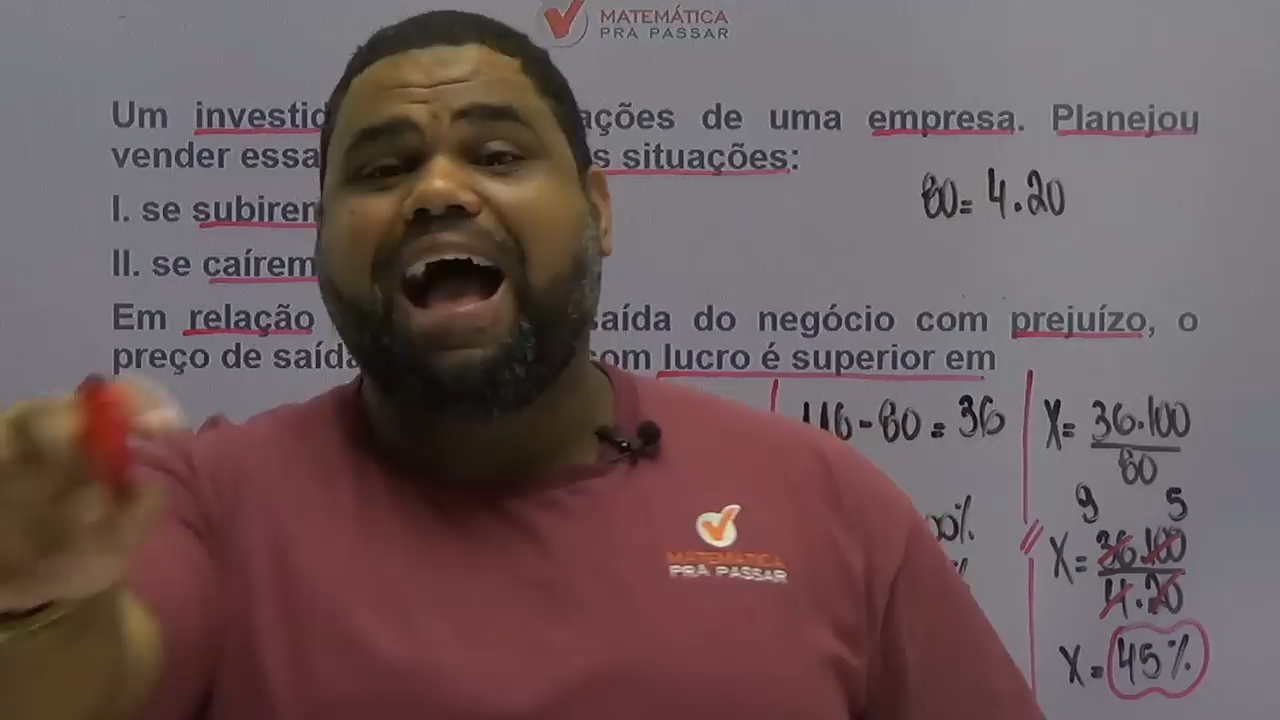 MATEMÁTICA
PRA PASSAR
Um investid ações de uma empresa. Planejou
vender essa s situações:
80 = 4.20
I. se subirem
II. se caírem
Em relação saída do negócio com prejuízo, o
preço de saída com lucro é superior em
116-80=36
X= 36.100
80
00%
%
9 5
X= 36.100
4.20
X= 45%
MATEMÁTICA
PRA PASSAR